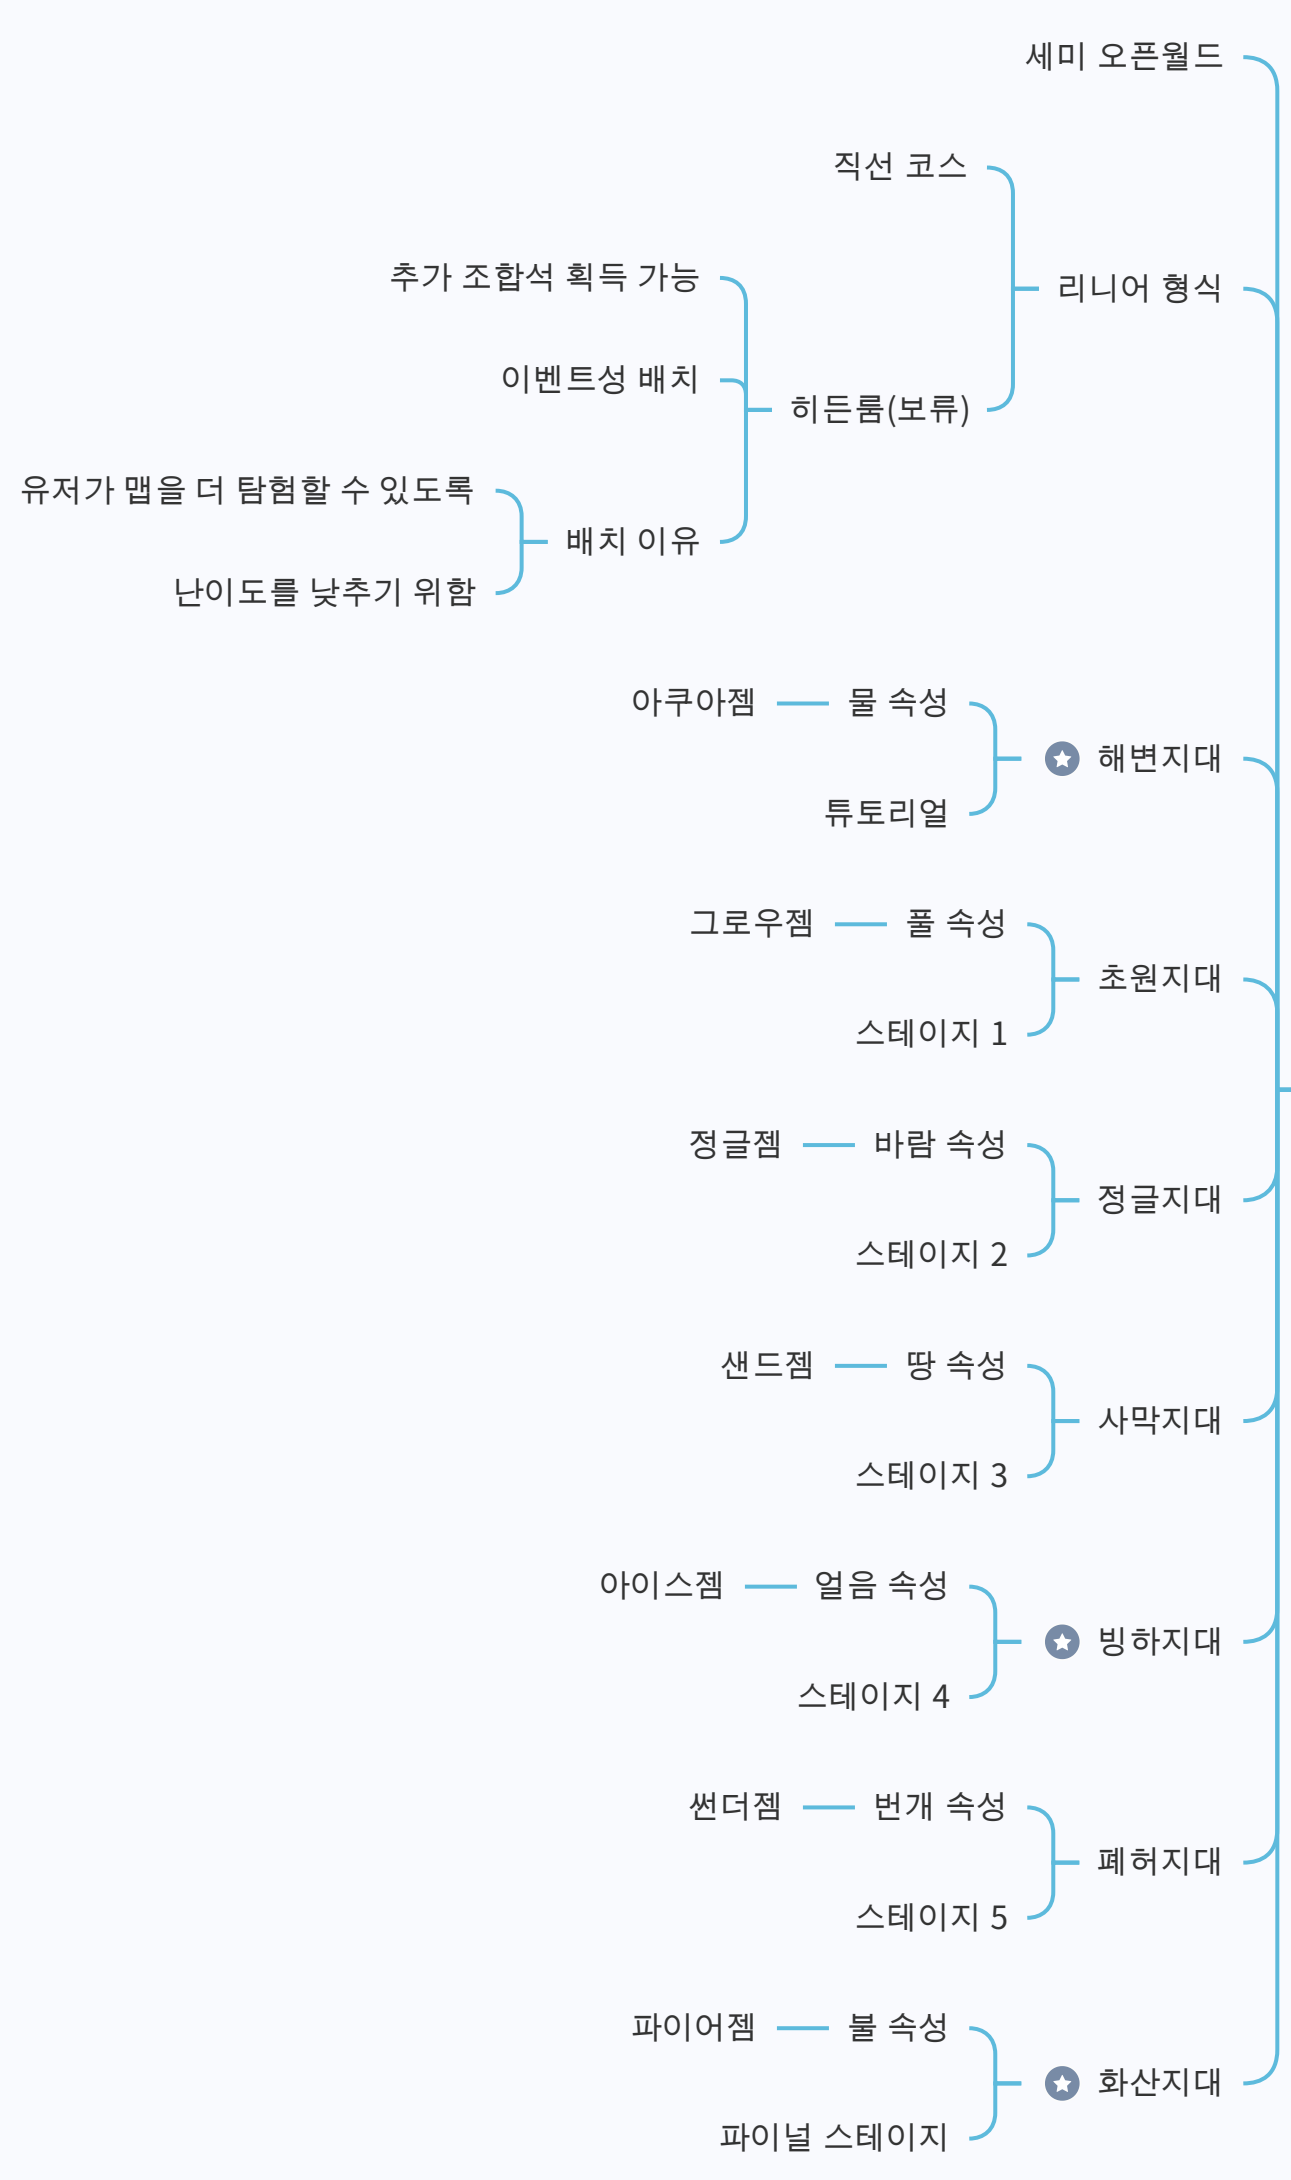 세미 오픈월드
직선 코스
추가 조합석 획득 가능
리니어 형식
이벤트성 배치
히든룸(보류)
유저가 맵을 더 탐험할 수 있도록
배치 이유
난이도를 낮추기 위함
아쿠아젬
물 속성
해변지대
튜토리얼
그로우젬
풀 속성
초원지대
스테이지 1
정글젬
바람 속성
정글지대
스테이지 2
샌드젬
땅 속성
사막지대
스테이지 3
아이스젬
얼음 속성
빙하지대
스테이지 4
썬더젬
번개 속성
폐허지대
스테이지 5
파이어젬
불 속성
화산지대
파이널 스테이지